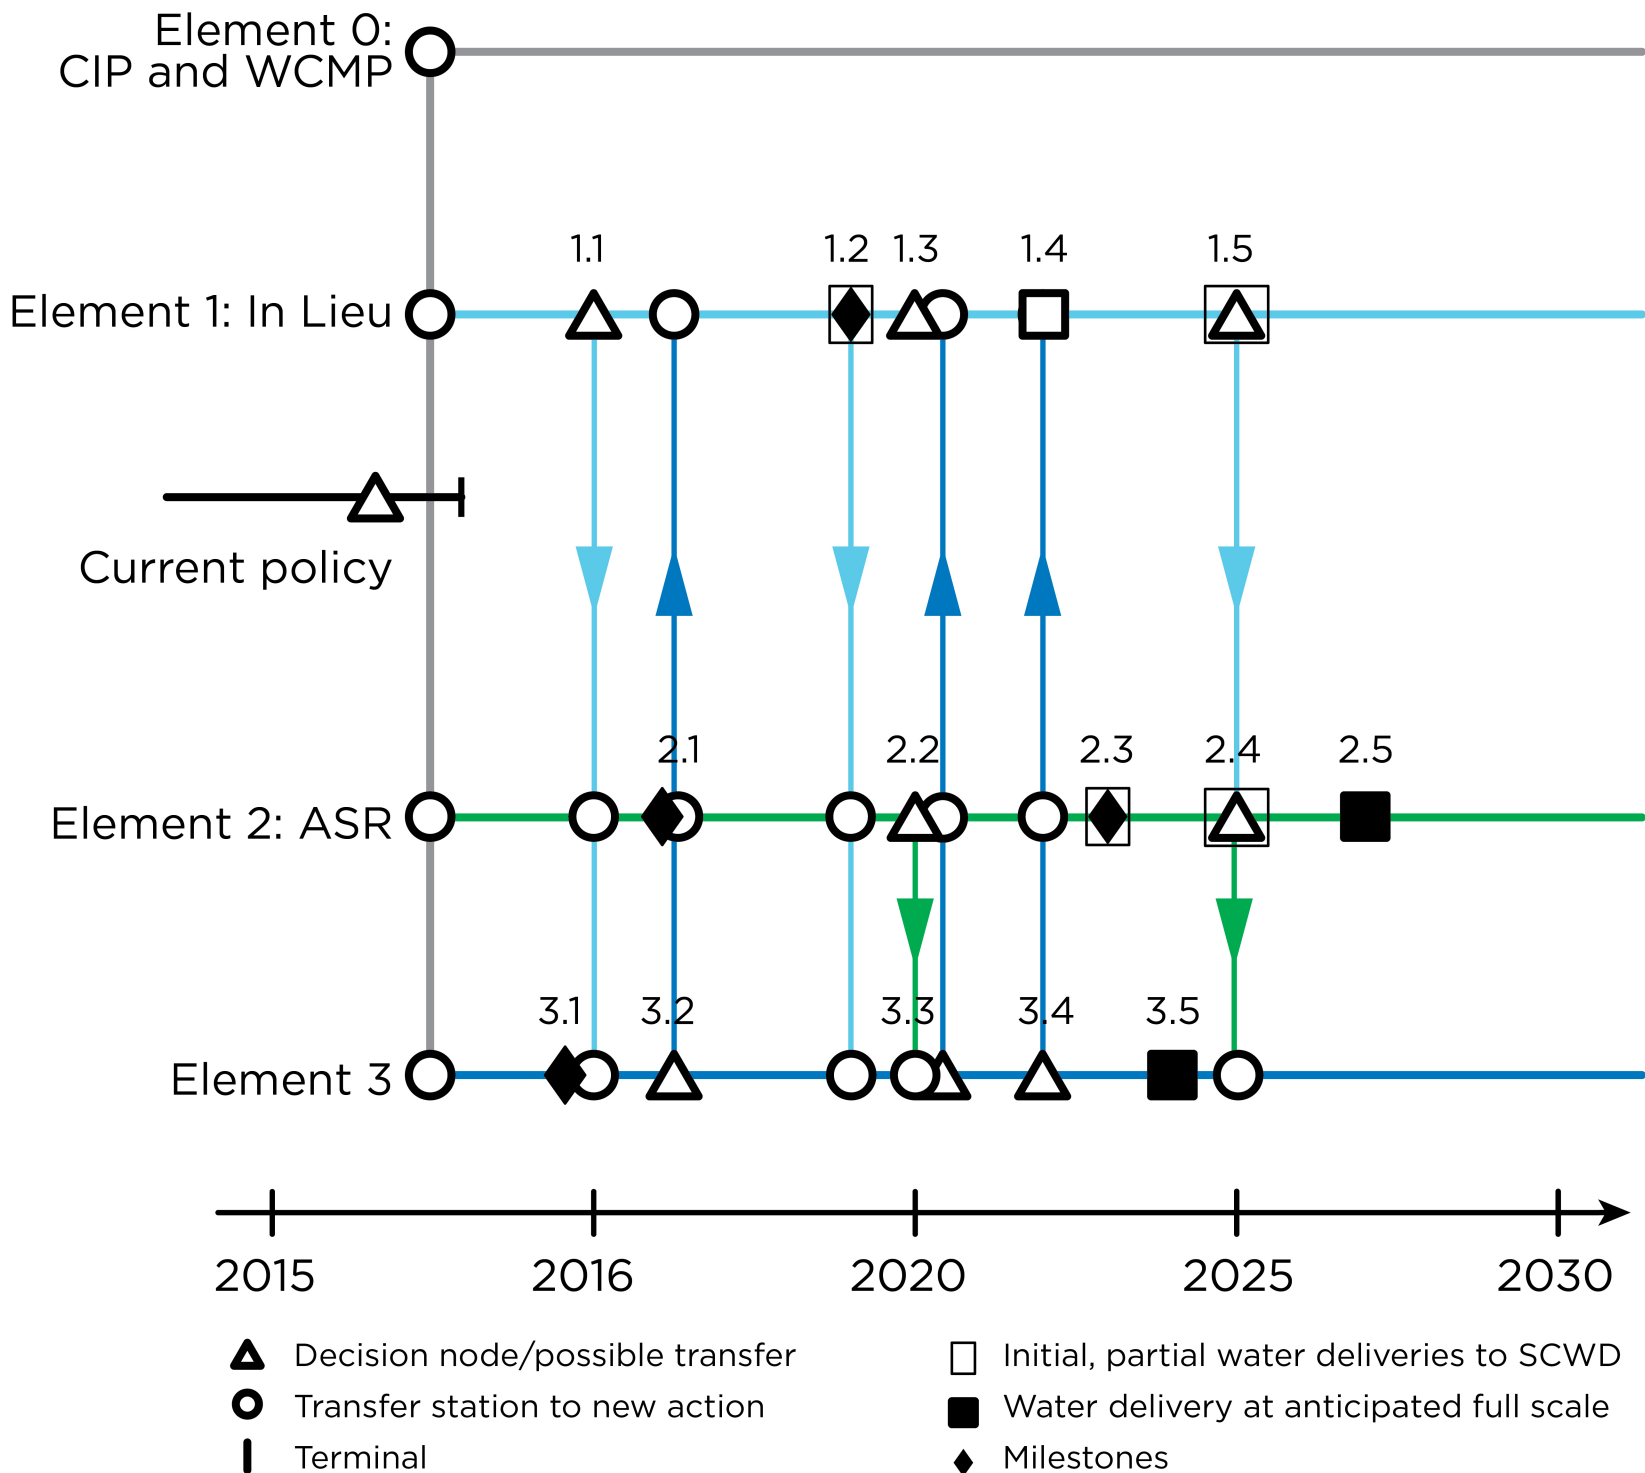 Element 0:
CIP and WCMP
1.1 1.2 1.3 1.4 1.5
Element 1: In Lieu
Current policy
2.1 2.2 2.3 2.4 2.5
Element 2: ASR
3.1 3.2 3.3 3.4 3.5
Element 3
2015 2016 2020 2025 2030
Decision node/possible transfer
Transfer station to new action
Terminal
Initial, partial water deliveries to SCWD
Water delivery at anticipated full scale
Milestones